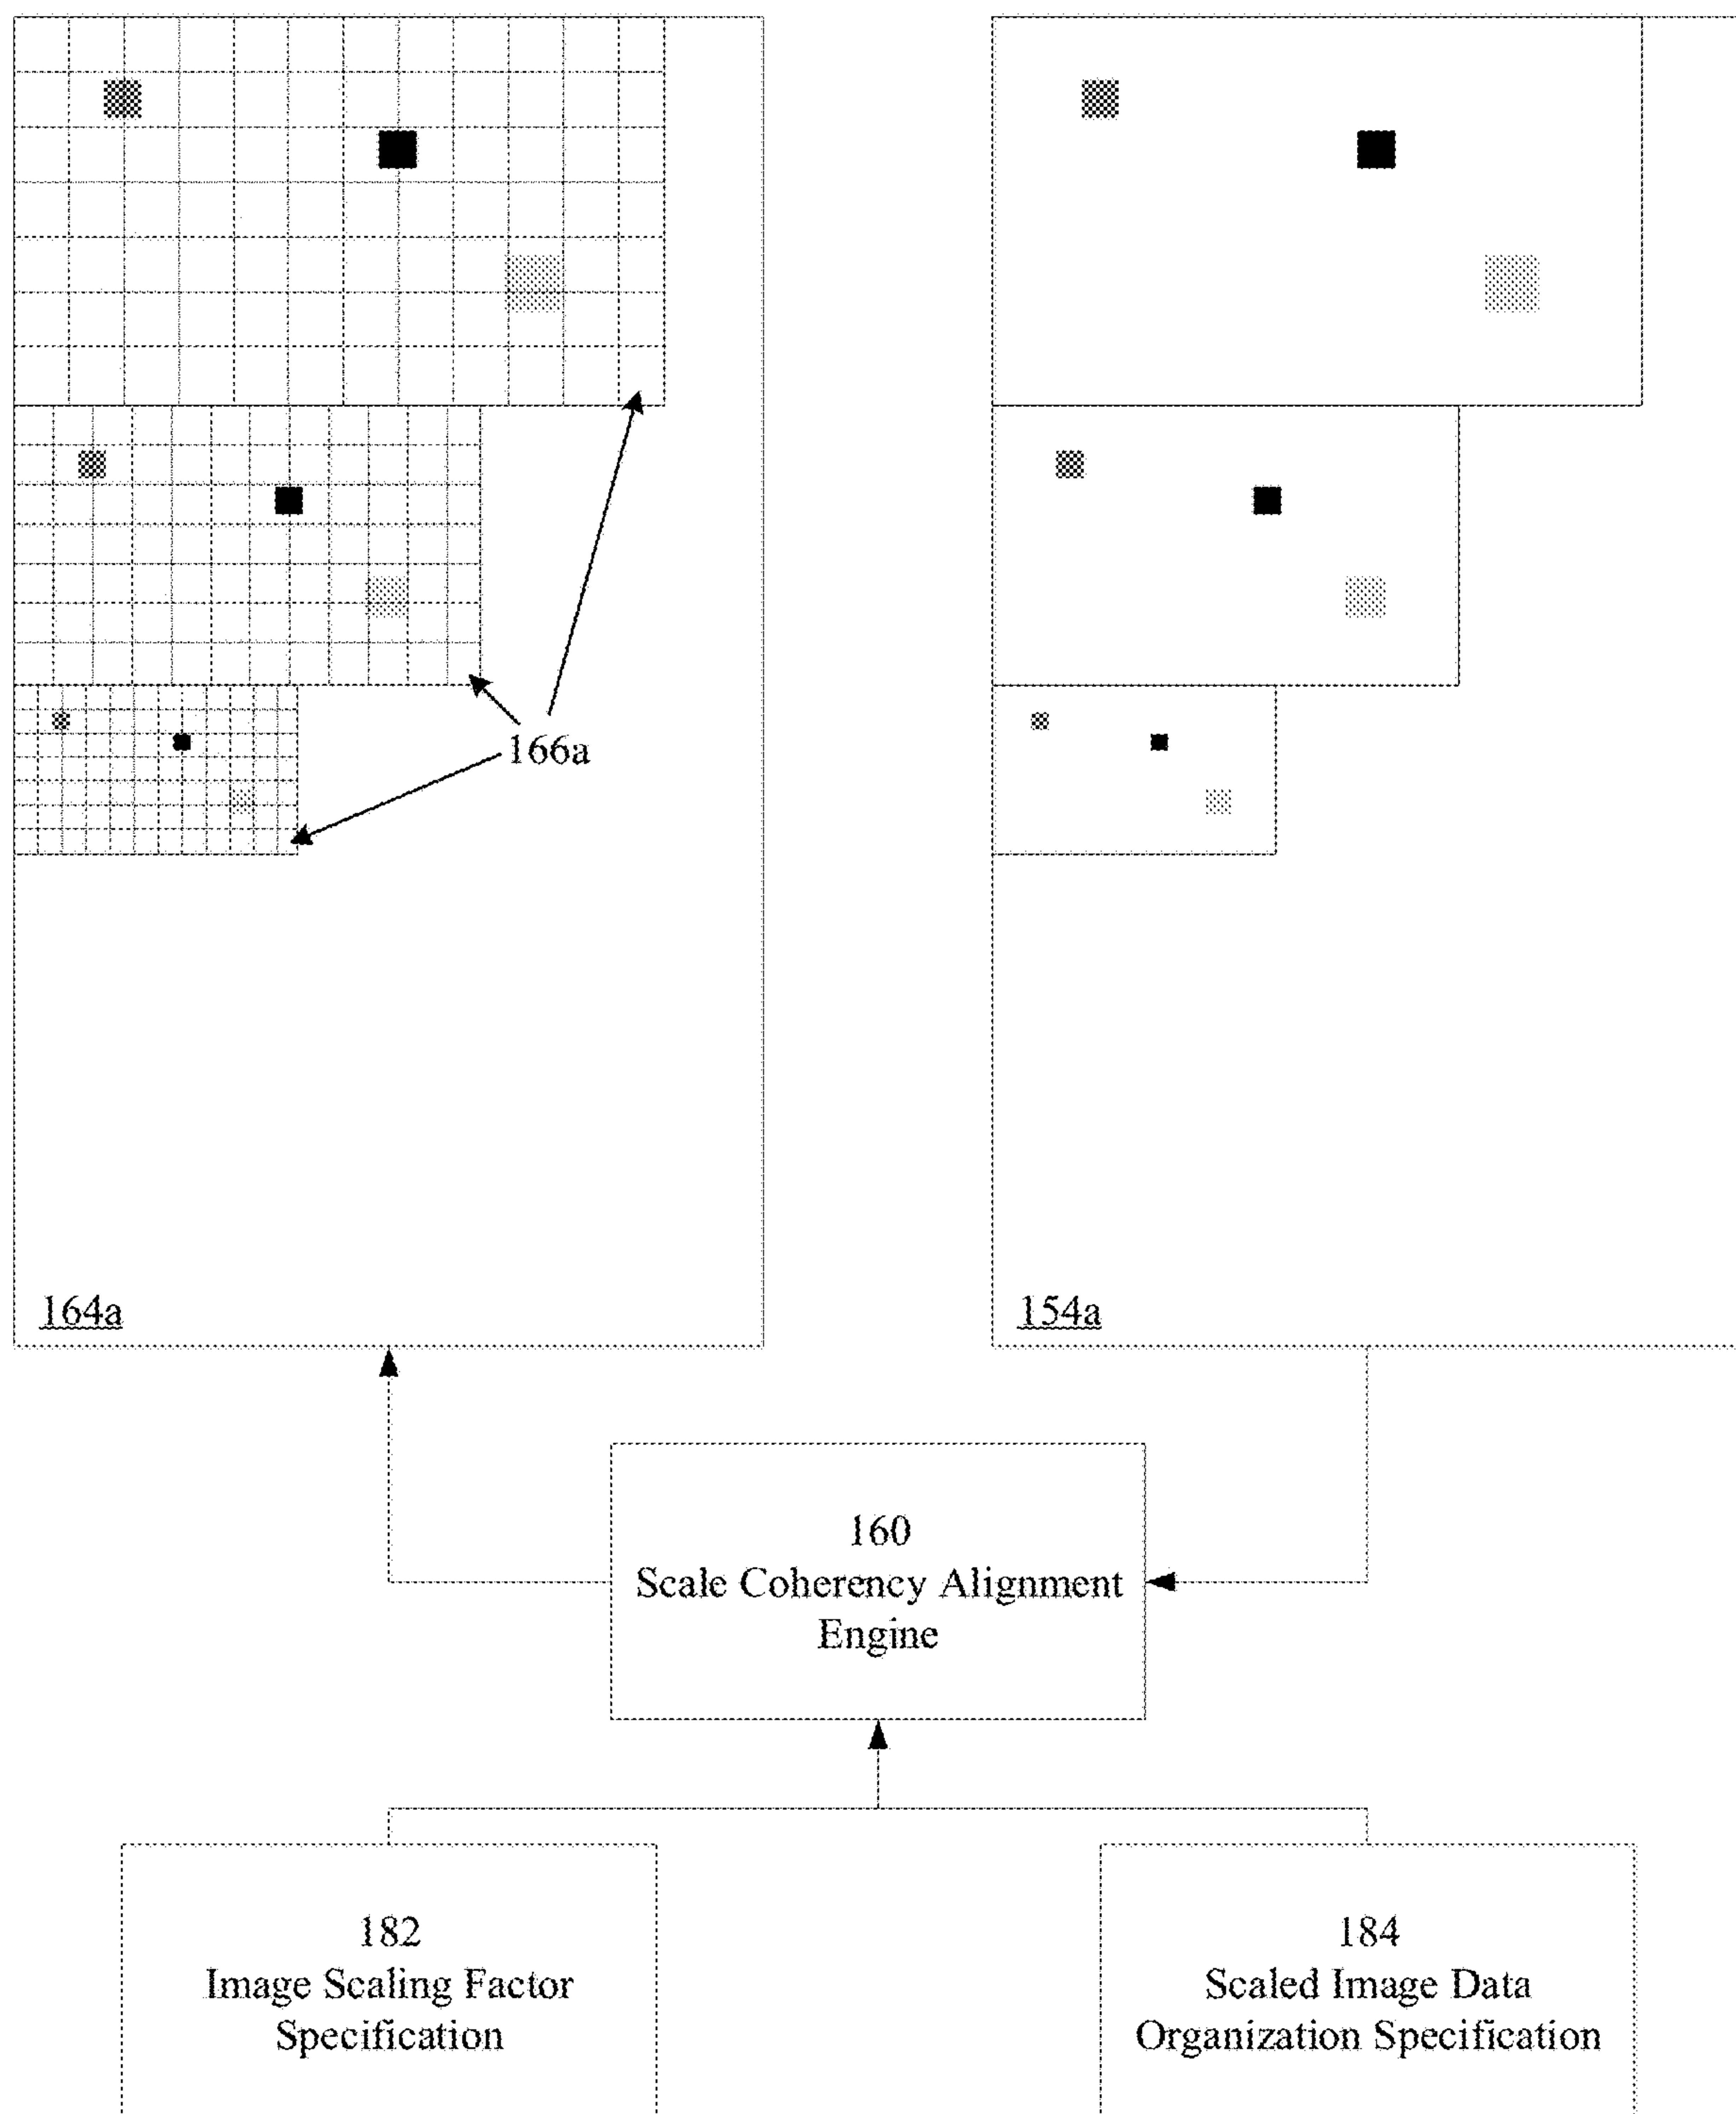 166a
164a
154a
160
Scale Coherency Alignment
Engine
182
Image Scaling Factor
Specification
184
Scaled Image Data
Organization Specification